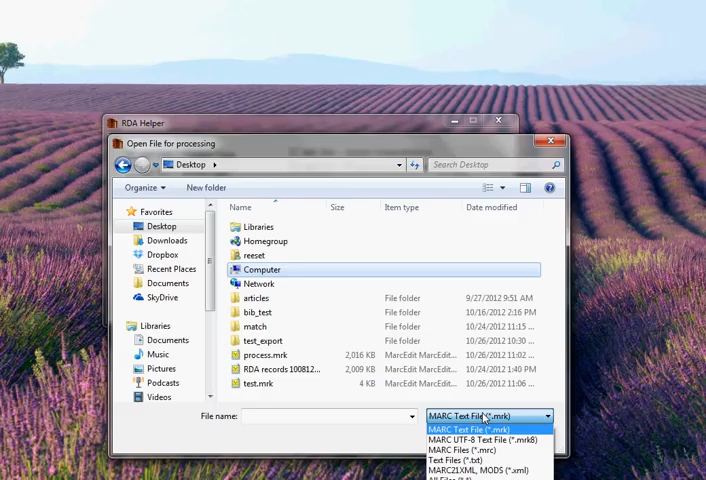 RDA Helper
Open File for processing
Desktop
Search Desktop
Organize
New folder
Name
Size
Item type
Date modified
Favorites
Desktop
Downloads
Dropbox
Recent Places
Documents
SkyDrive
Libraries
Documents
Music
Pictures
Podcasts
Videos
Libraries
Homegroup
reeset
Computer
Network
articles File folder 9/27/2012 9:51 AM
bib_test File folder 10/16/2012 2:16 PM
match File folder 10/24/2012 11:15 ...
test_export File folder 10/26/2012 10:30 ...
process.mrk 2,016 KB MarcEdit MarcEdit... 10/26/2012 11:02 ...
RDA records 100812... 2,009 KB MarcEdit MarcEdit... 10/24/2012 1:40 PM
test.mrk 4 KB MarcEdit MarcEdit... 10/26/2012 11:06 ...
File name:
MARC Text File (*.mrk)
MARC Text File (*.mrk)
MARC UTF-8 Text File (*.mrk8)
MARC Files (*.mrc)
Text Files (*.txt)
MARC21XML, MODS (*.xml)